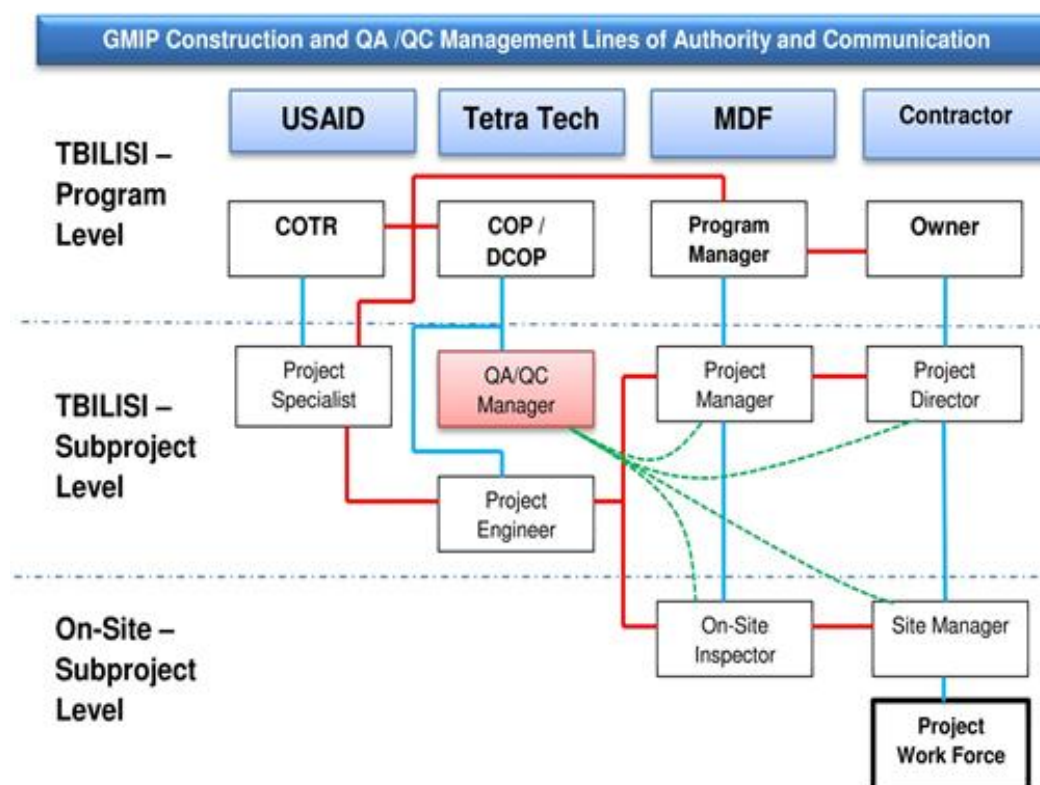 GMIP Construction and QA /QC Management Lines of Authority and Communication
USAID
Tetra Tech
MDF
Contractor
TBILISI –
Program
Level
COTR
COP /
DCOP
Program
Manager
Owner
TBILISI –
Subproject
Level
Project
Specialist
QA/QC
Manager
Project
Manager
Project
Director
Project
Engineer
On-Site –
Subproject
Level
On-Site
Inspector
Site Manager
Project
Work Force